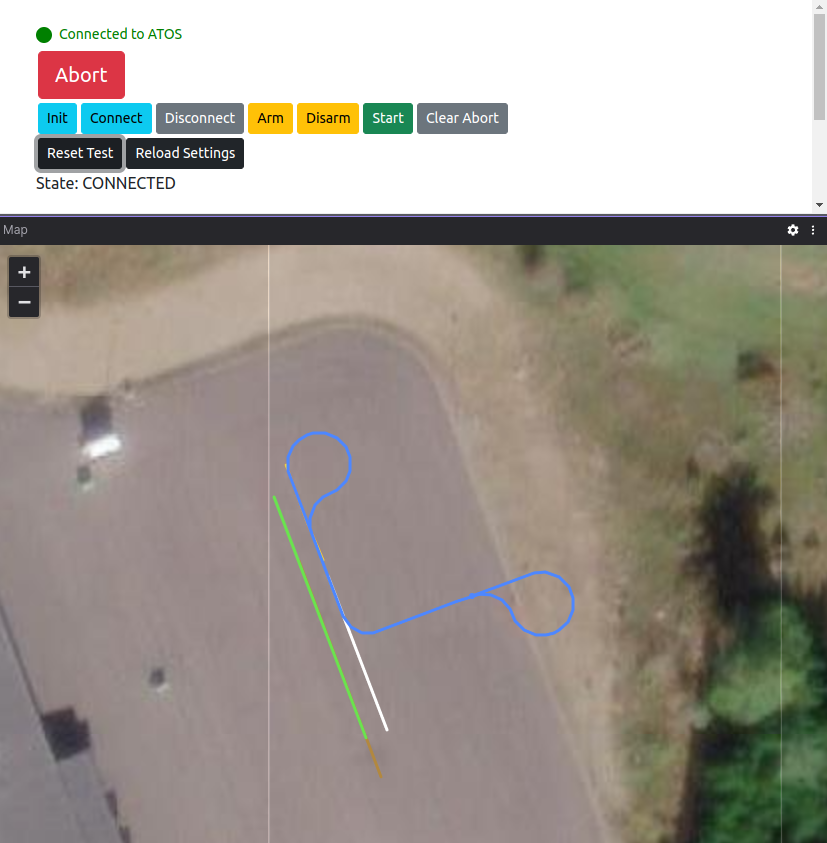 Connected to ATOS
Abort
Init Connect Disconnect Arm Disarm Start Clear Abort
Reset Test Reload Settings
State: CONNECTED
Map
+
−